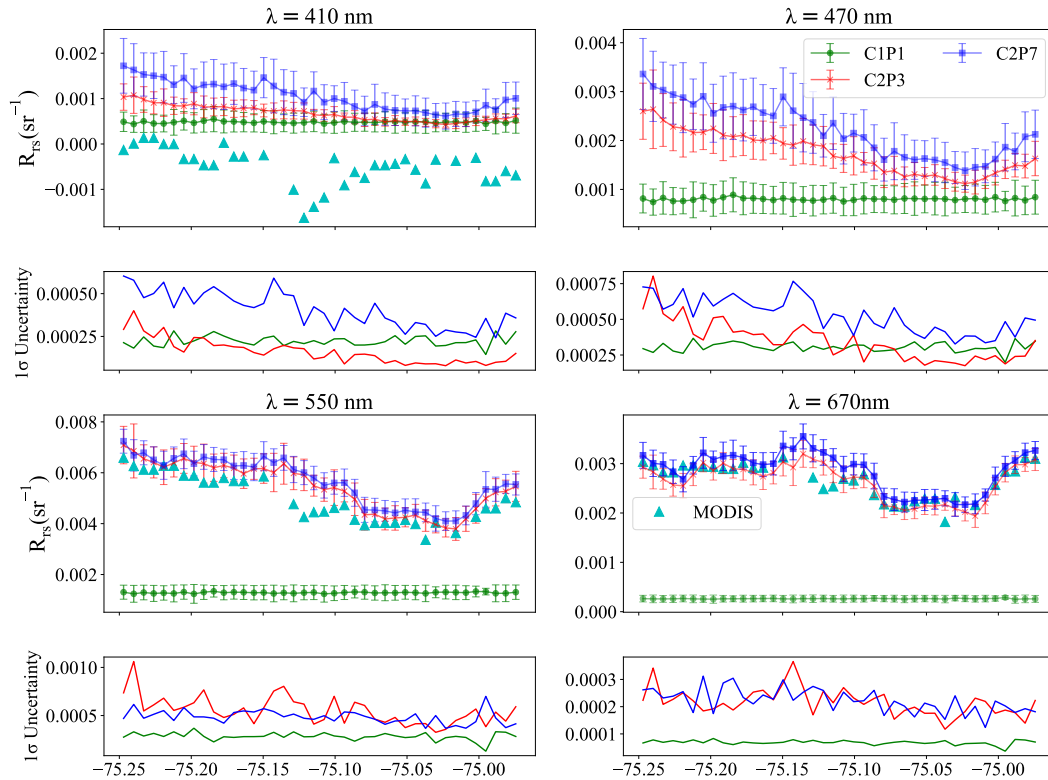 λ = 410 nm
λ = 470 nm
0.002
0.001
0.000
−0.001
R_rs(sr⁻¹)
0.004
0.003
0.002
0.001
C1P1
C2P3
C2P7
0.00050
0.00025
1σ Uncertainty
0.00075
0.00050
0.00025
λ = 550 nm
λ = 670nm
0.008
0.006
0.004
0.002
R_rs(sr⁻¹)
0.003
0.002
0.001
0.000
MODIS
0.0010
0.0005
1σ Uncertainty
0.0003
0.0002
0.0001
−75.25 −75.20 −75.15 −75.10 −75.05 −75.00
−75.25 −75.20 −75.15 −75.10 −75.05 −75.00